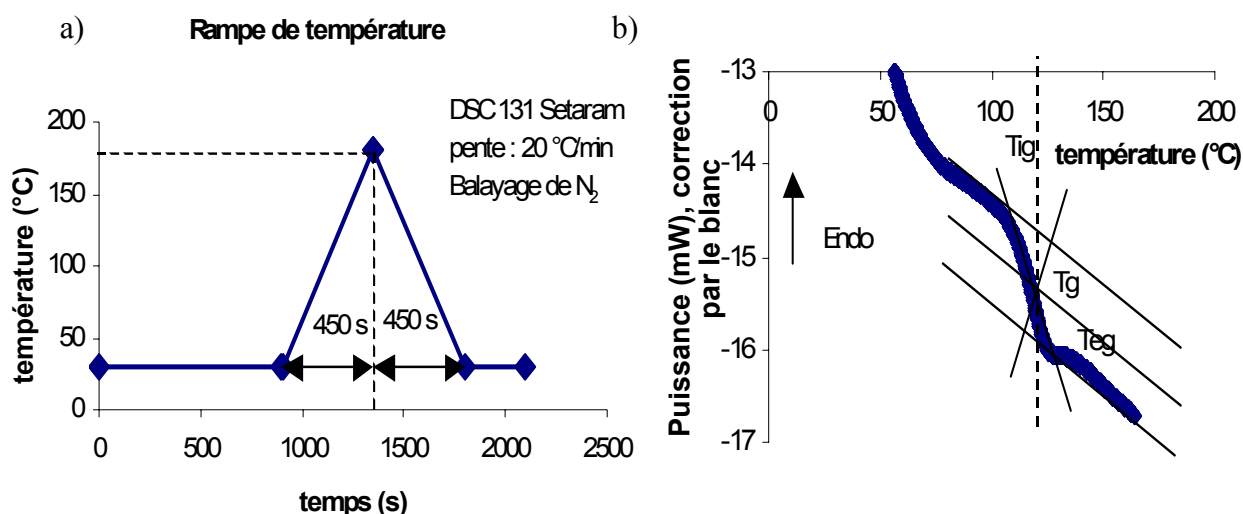 a)
Rampe de température
DSC 131 Setaram
pente : 20 °C/min
Balayage de N2
température (°C)
200
150
100
50
0
450 s
450 s
0
500
1000
1500
2000
2500
temps (s)
b)
Puissance (mW), correction
par le blanc
-13
-14
-15
-16
-17
0
50
100
150
200
température (°C)
Endo
Tig
Tg
Teg